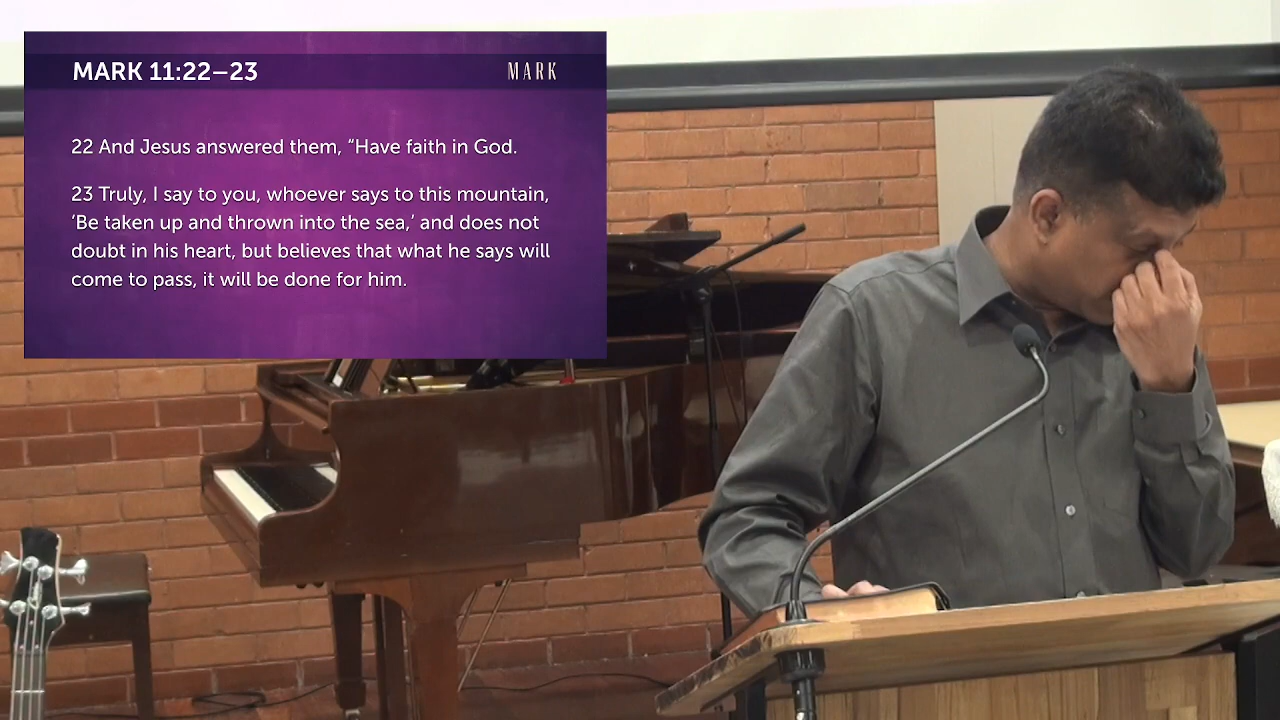 MARK 11:22–23
MARK
22 And Jesus answered them, “Have faith in God.
23 Truly, I say to you, whoever says to this mountain,
‘Be taken up and thrown into the sea,’ and does not
doubt in his heart, but believes that what he says will
come to pass, it will be done for him.